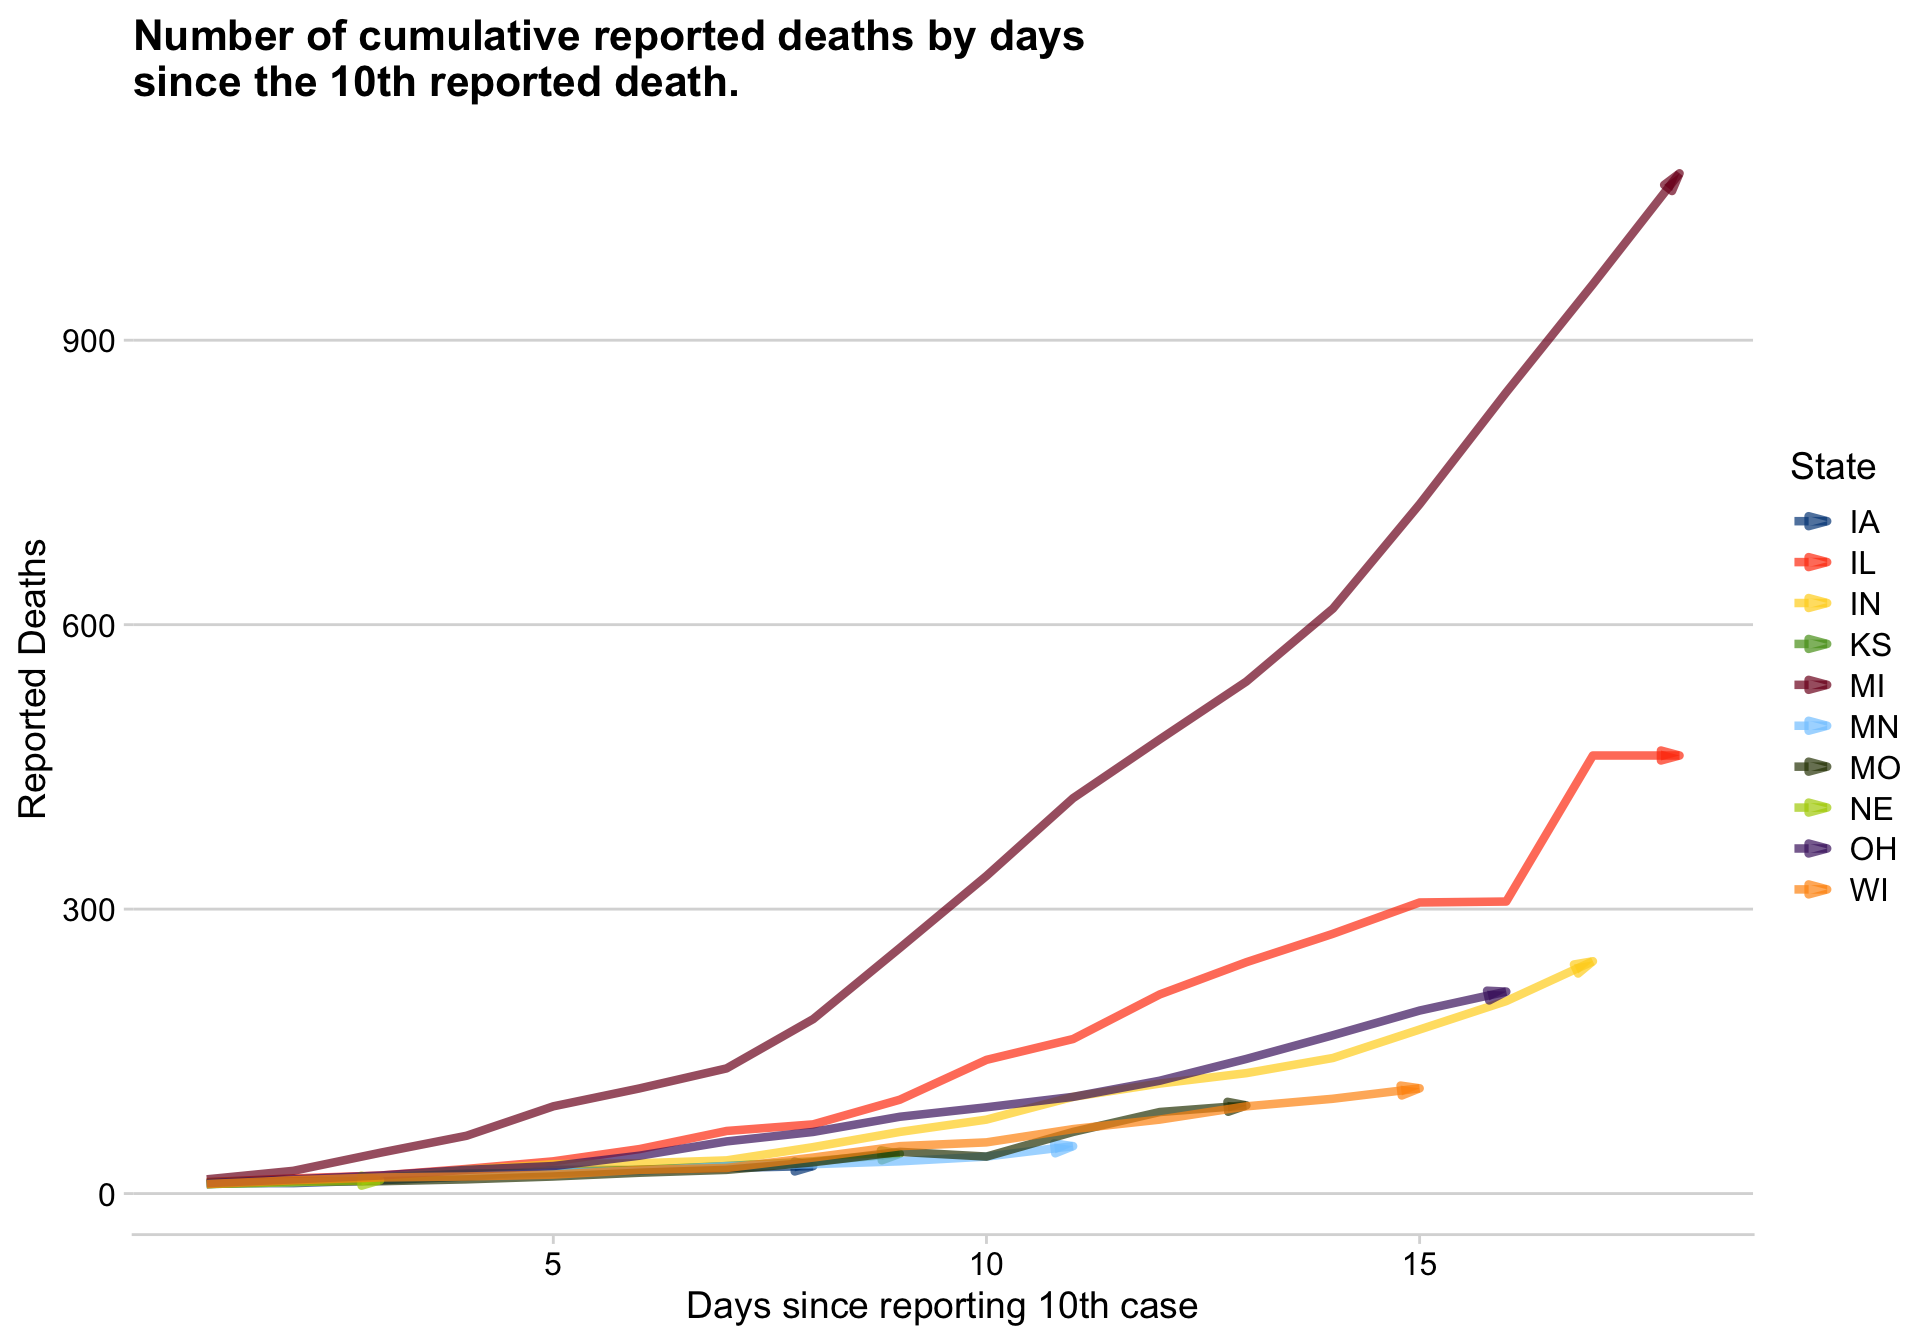 Number of cumulative reported deaths by days
since the 10th reported death.
Reported Deaths
900
600
300
0
5
10
15
Days since reporting 10th case
State
IA
IL
IN
KS
MI
MN
MO
NE
OH
WI